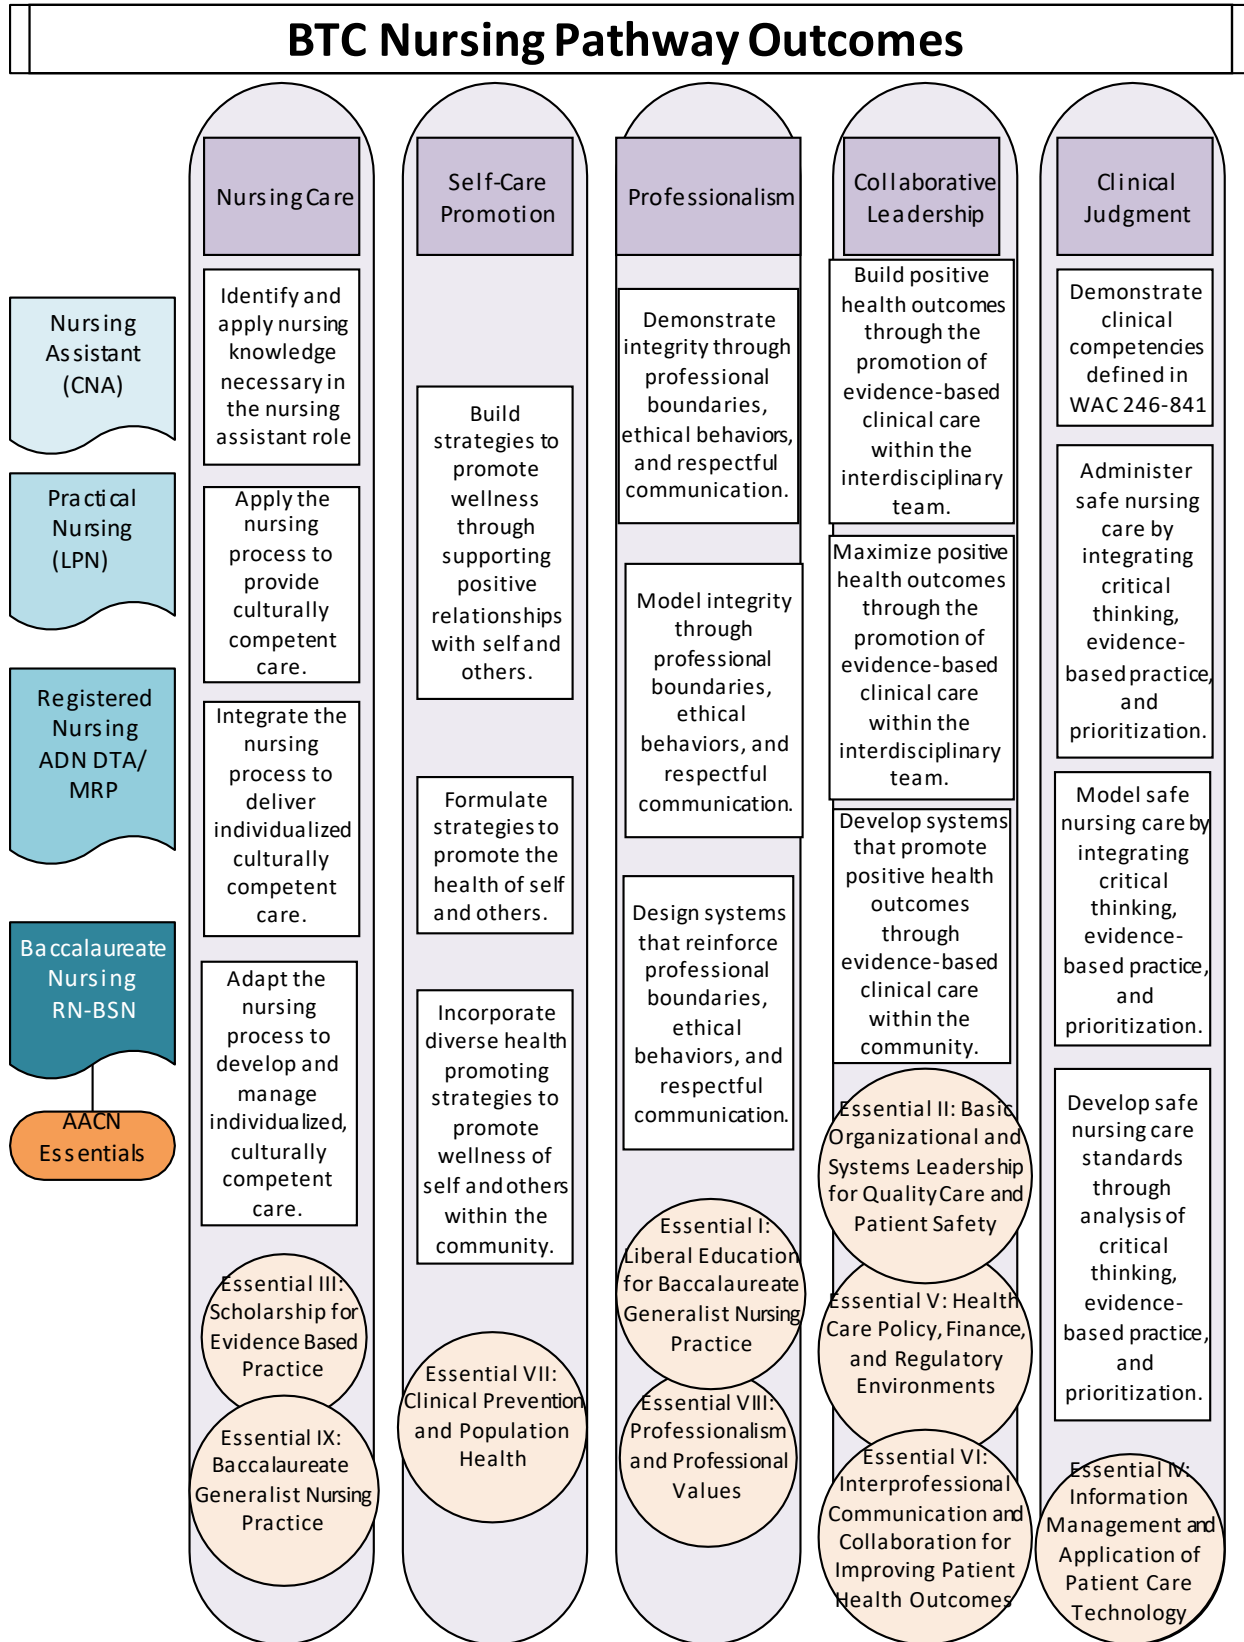 BTC Nursing Pathway Outcomes
Nursing Care
Self-Care
Promotion
Professionalism
Collaborative
Leadership
Clinical
Judgment
Nursing
Assistant
(CNA)
Practical
Nursing
(LPN)
Registered
Nursing
ADN DTA/
MRP
Baccalaureate
Nursing
RN-BSN
AACN
Essentials
Identify and
apply nursing
knowledge
necessary in
the nursing
assistant role
Apply the
nursing
process to
provide
culturally
competent
care.
Integrate the
nursing
process to
deliver
individualized
culturally
competent
care.
Adapt the
nursing
process to
develop and
manage
individualized,
culturally
competent
care.
Essential III:
Scholarship for
Evidence Based
Practice
Essential IX:
Baccalaureate
Generalist Nursing
Practice
Build
strategies to
promote
wellness
through
supporting
positive
relationships
with self and
others.
Formulate
strategies to
promote the
health of self
and others.
Incorporate
diverse health
promoting
strategies to
promote
wellness of
self and others
within the
community.
Essential VII:
Clinical Prevention
and Population
Health
Demonstrate
integrity through
professional
boundaries,
ethical behaviors,
and respectful
communication.
Model integrity
through
professional
boundaries,
ethical
behaviors, and
respectful
communication.
Design systems
that reinforce
professional
boundaries,
ethical
behaviors, and
respectful
communication.
Essential I:
Liberal Education
for Baccalaureate
Generalist Nursing
Practice
Essential VIII:
Professionalism
and Professional
Values
Build positive
health outcomes
through the
promotion of
evidence-based
clinical care
within the
interdisciplinary
team.
Maximize positive
health outcomes
through the
promotion of
evidence-based
clinical care
within the
interdisciplinary
team.
Develop systems
that promote
positive health
outcomes
through
evidence-based
clinical care
within the
community.
Essential II: Basic
Organizational and
Systems Leadership
for Quality Care and
Patient Safety
Essential V: Health
Care Policy, Finance,
and Regulatory
Environments
Essential VI:
Interprofessional
Communication and
Collaboration for
Improving Patient
Health Outcomes
Demonstrate
clinical
competencies
defined in
WAC 246-841
Administer
safe nursing
care by
integrating
critical
thinking,
evidence-
based practice,
and
prioritization.
Model safe
nursing care by
integrating
critical
thinking,
evidence-
based practice,
and
prioritization.
Develop safe
nursing care
standards
through
analysis of
critical
thinking,
evidence-
based practice,
and
prioritization.
Essential IV:
Information
Management and
Application of
Patient Care
Technology